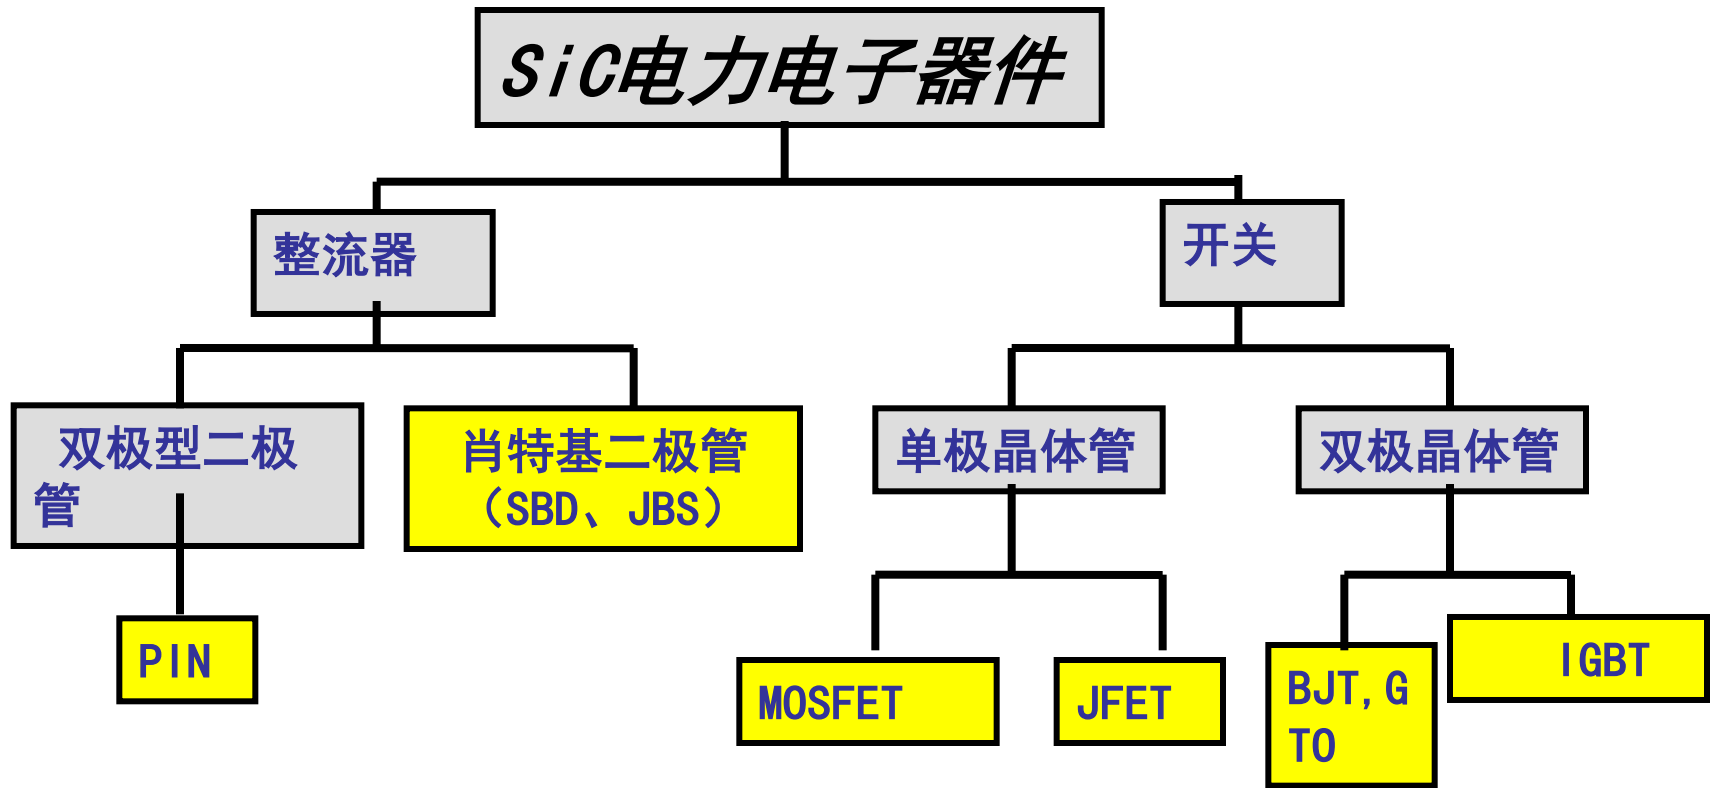 SiC电力电子器件
整流器
开关
双极型二极
管
肖特基二极管
（SBD、JBS）
单极晶体管
双极晶体管
PIN
MOSFET
JFET
BJT,G
TO
IGBT